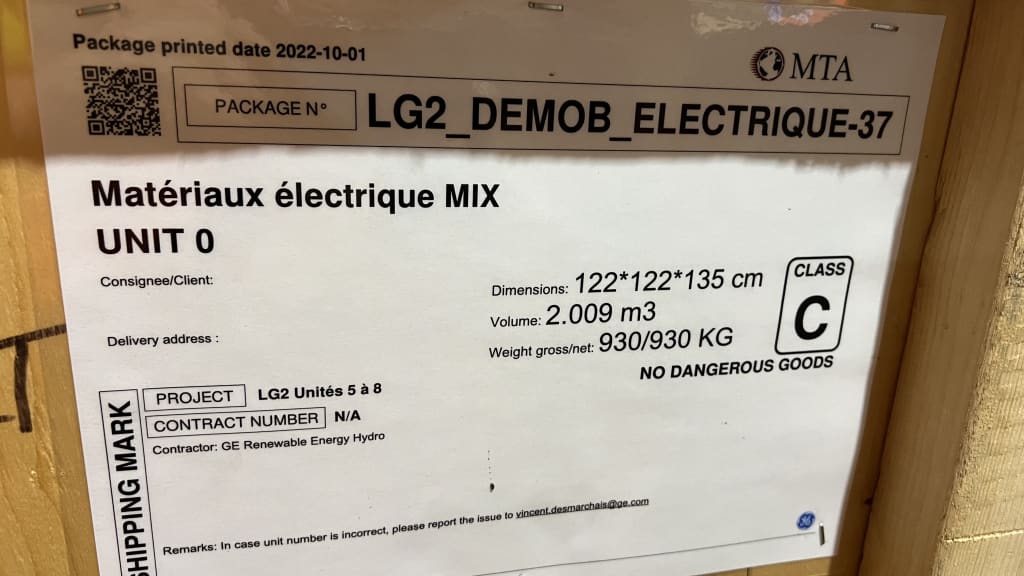 Package printed date 2022-10-01
MTA
PACKAGE N° LG2_DEMOB_ELECTRIQUE-37
Matériaux électrique MIX
UNIT 0
Consignee/Client:
Dimensions: 122*122*135 cm
Volume: 2.009 m3
Weight gross/net: 930/930 KG
CLASS
C
NO DANGEROUS GOODS
Delivery address :
SHIPPING MARK
PROJECT LG2 Unités 5 à 8
CONTRACT NUMBER N/A
Contractor: GE Renewable Energy Hydro
Remarks: In case unit number is incorrect, please report the issue to vincent.desmarchais@ge.com